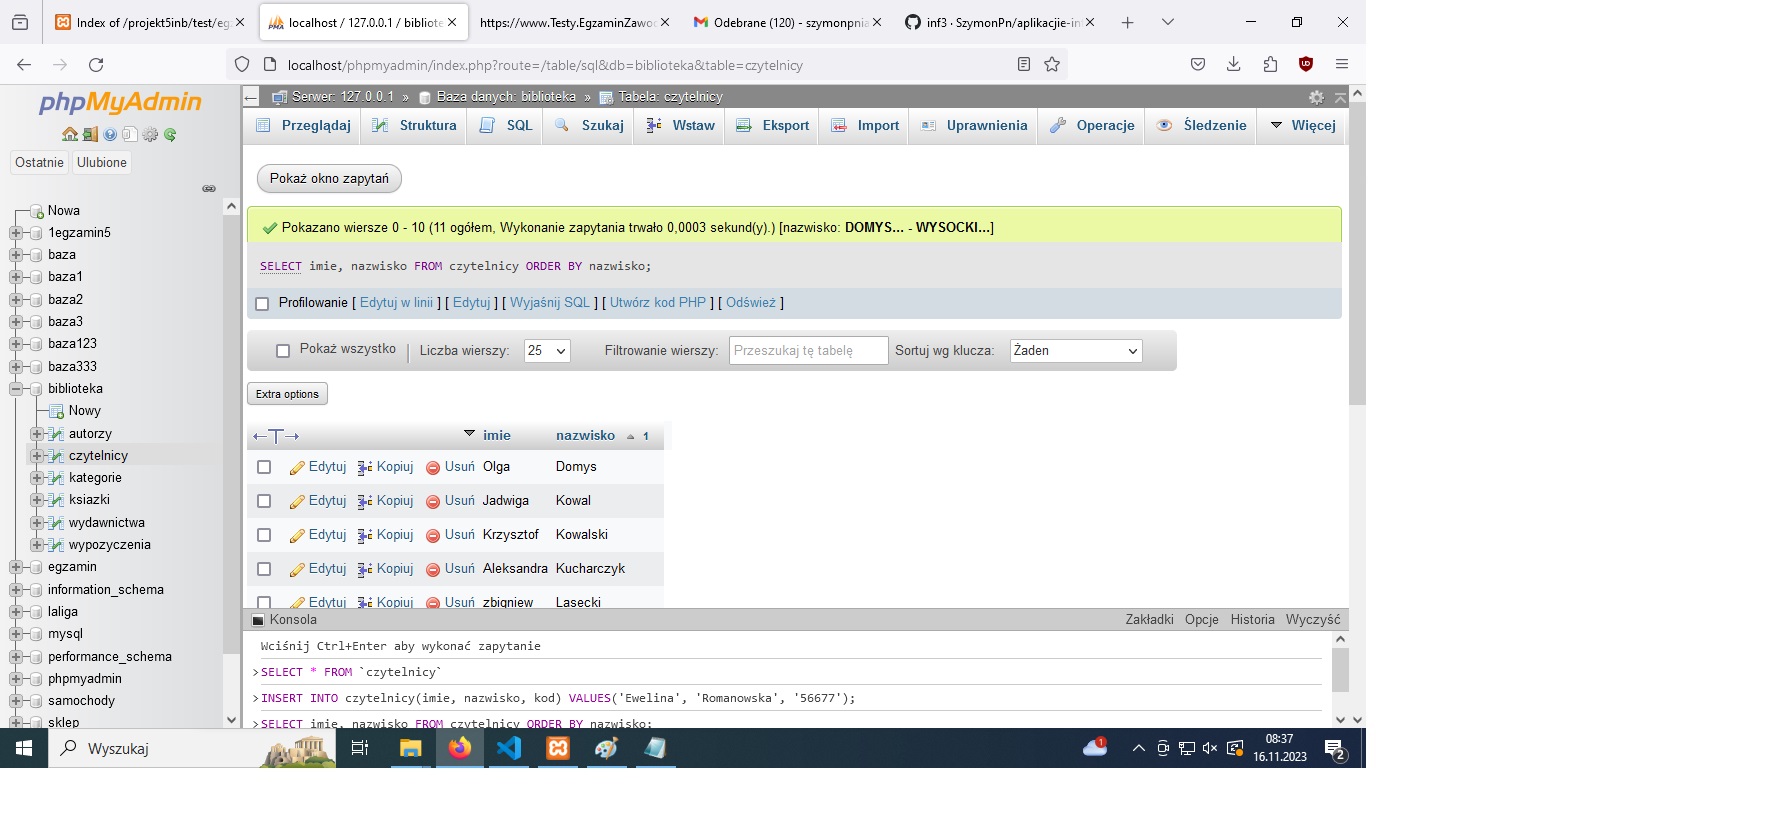 Index of /projekt5inb/test/eg
localhost / 127.0.0.1 / bibliote
https://www.Testy.EgzaminZawo
Odebrane (120) - szymonpnia
inf3 · SzymonPn/aplikacjie-in
localhost/phpmyadmin/index.php?route=/table/sql&db=biblioteka&table=czytelnicy
phpMyAdmin
Ostatnie
Ulubione
Nowa
1egzamin5
baza
baza1
baza2
baza3
baza123
baza333
biblioteka
Nowy
autorzy
czytelnicy
kategorie
ksiazki
wydawnictwa
wypozyczenia
egzamin
information_schema
laliga
mysql
performance_schema
phpmyadmin
samochody
sklep
Serwer: 127.0.0.1 » Baza danych: biblioteka » Tabela: czytelnicy
Przeglądaj Struktura SQL Szukaj Wstaw Eksport Import Uprawnienia Operacje Śledzenie Więcej
Pokaż okno zapytań
Pokazano wiersze 0 - 10 (11 ogółem, Wykonanie zapytania trwało 0,0003 sekund(y).) [nazwisko: DOMYS... - WYSOCKI...]
SELECT imie, nazwisko FROM czytelnicy ORDER BY nazwisko;
Profilowanie [ Edytuj w linii ] [ Edytuj ] [ Wyjaśnij SQL ] [ Utwórz kod PHP ] [ Odśwież ]
Pokaż wszystko | Liczba wierszy: 25 Filtrowanie wierszy: Przeszukaj tę tabelę Sortuj wg klucza: Żaden
Extra options
imie nazwisko 1
Edytuj Kopiuj Usuń Olga Domys
Edytuj Kopiuj Usuń Jadwiga Kowal
Edytuj Kopiuj Usuń Krzysztof Kowalski
Edytuj Kopiuj Usuń Aleksandra Kucharczyk
Edytuj Kopiuj Usuń zbigniew Lasecki
Konsola Zakładki Opcje Historia Wyczyść
Wciśnij Ctrl+Enter aby wykonać zapytanie
>SELECT * FROM `czytelnicy`
>INSERT INTO czytelnicy(imie, nazwisko, kod) VALUES('Ewelina', 'Romanowska', '56677');
>SELECT imie, nazwisko FROM czytelnicy ORDER BY nazwisko;
Wyszukaj
1
08:37
16.11.2023
2